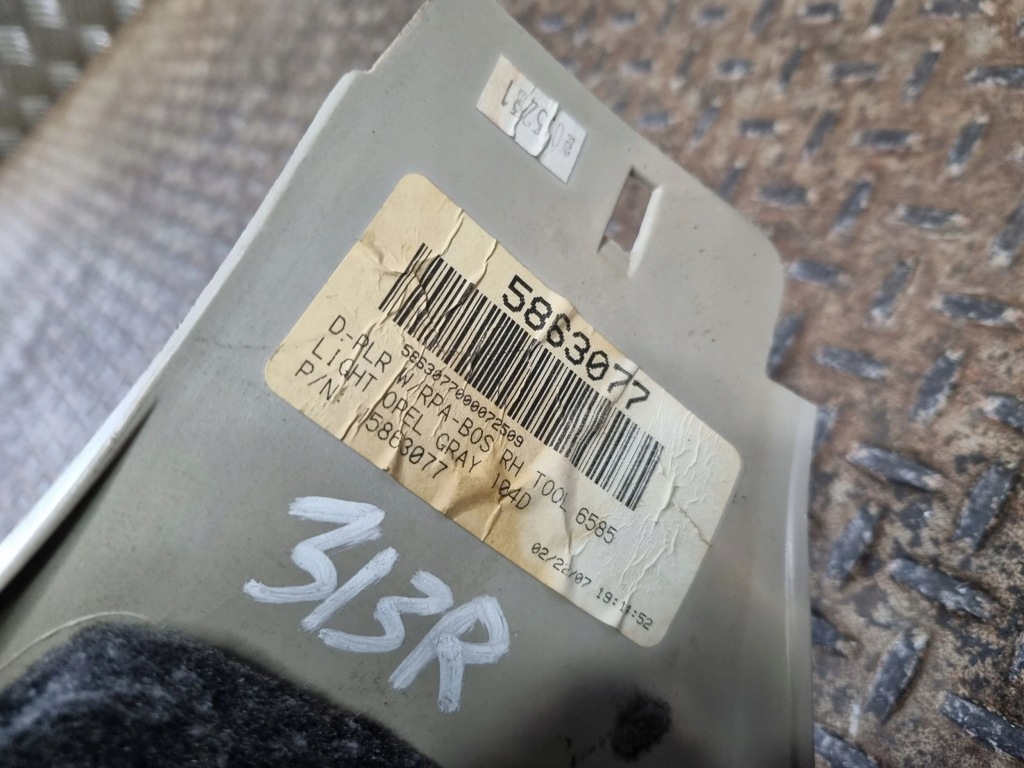 05231
5863077
5863077000072509
D-PLR W/RPA-BOS RH TOOL 6585
LIGHT OPEL GRAY 104D
P/N: 5863077
02/22/07 19:11:52
313R